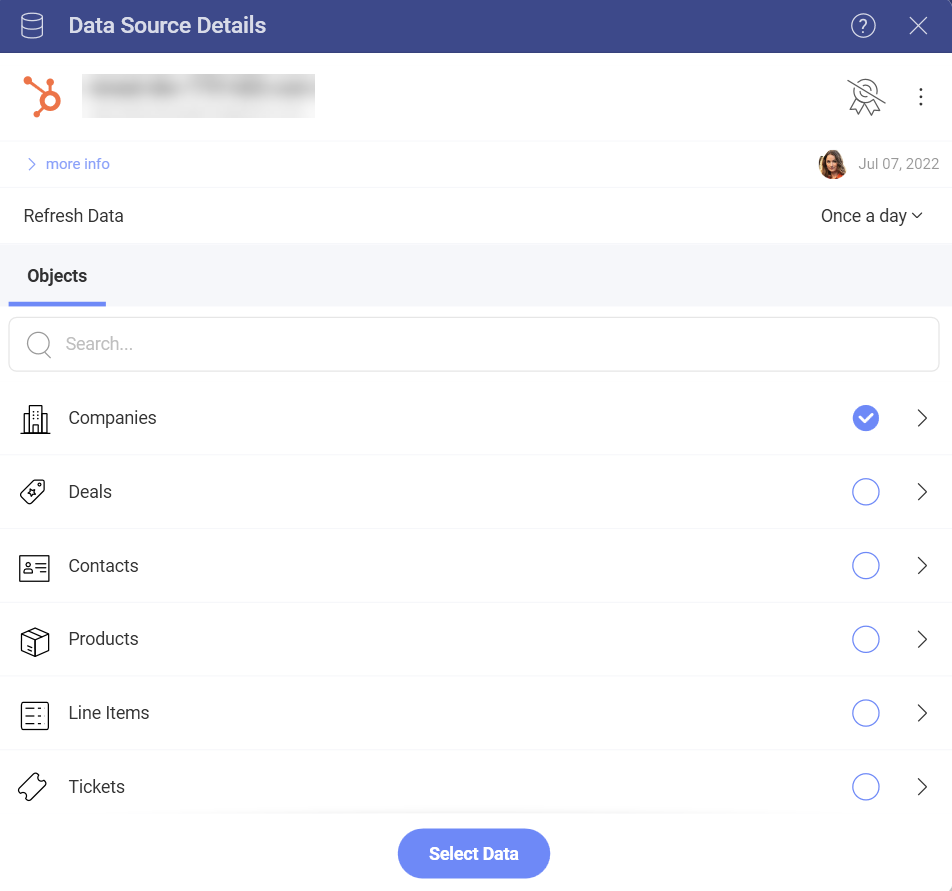 Data Source Details
?
more info
Jul 07, 2022
Refresh Data
Once a day
Objects
Search...
Companies
Deals
Contacts
Products
Line Items
Tickets
Select Data